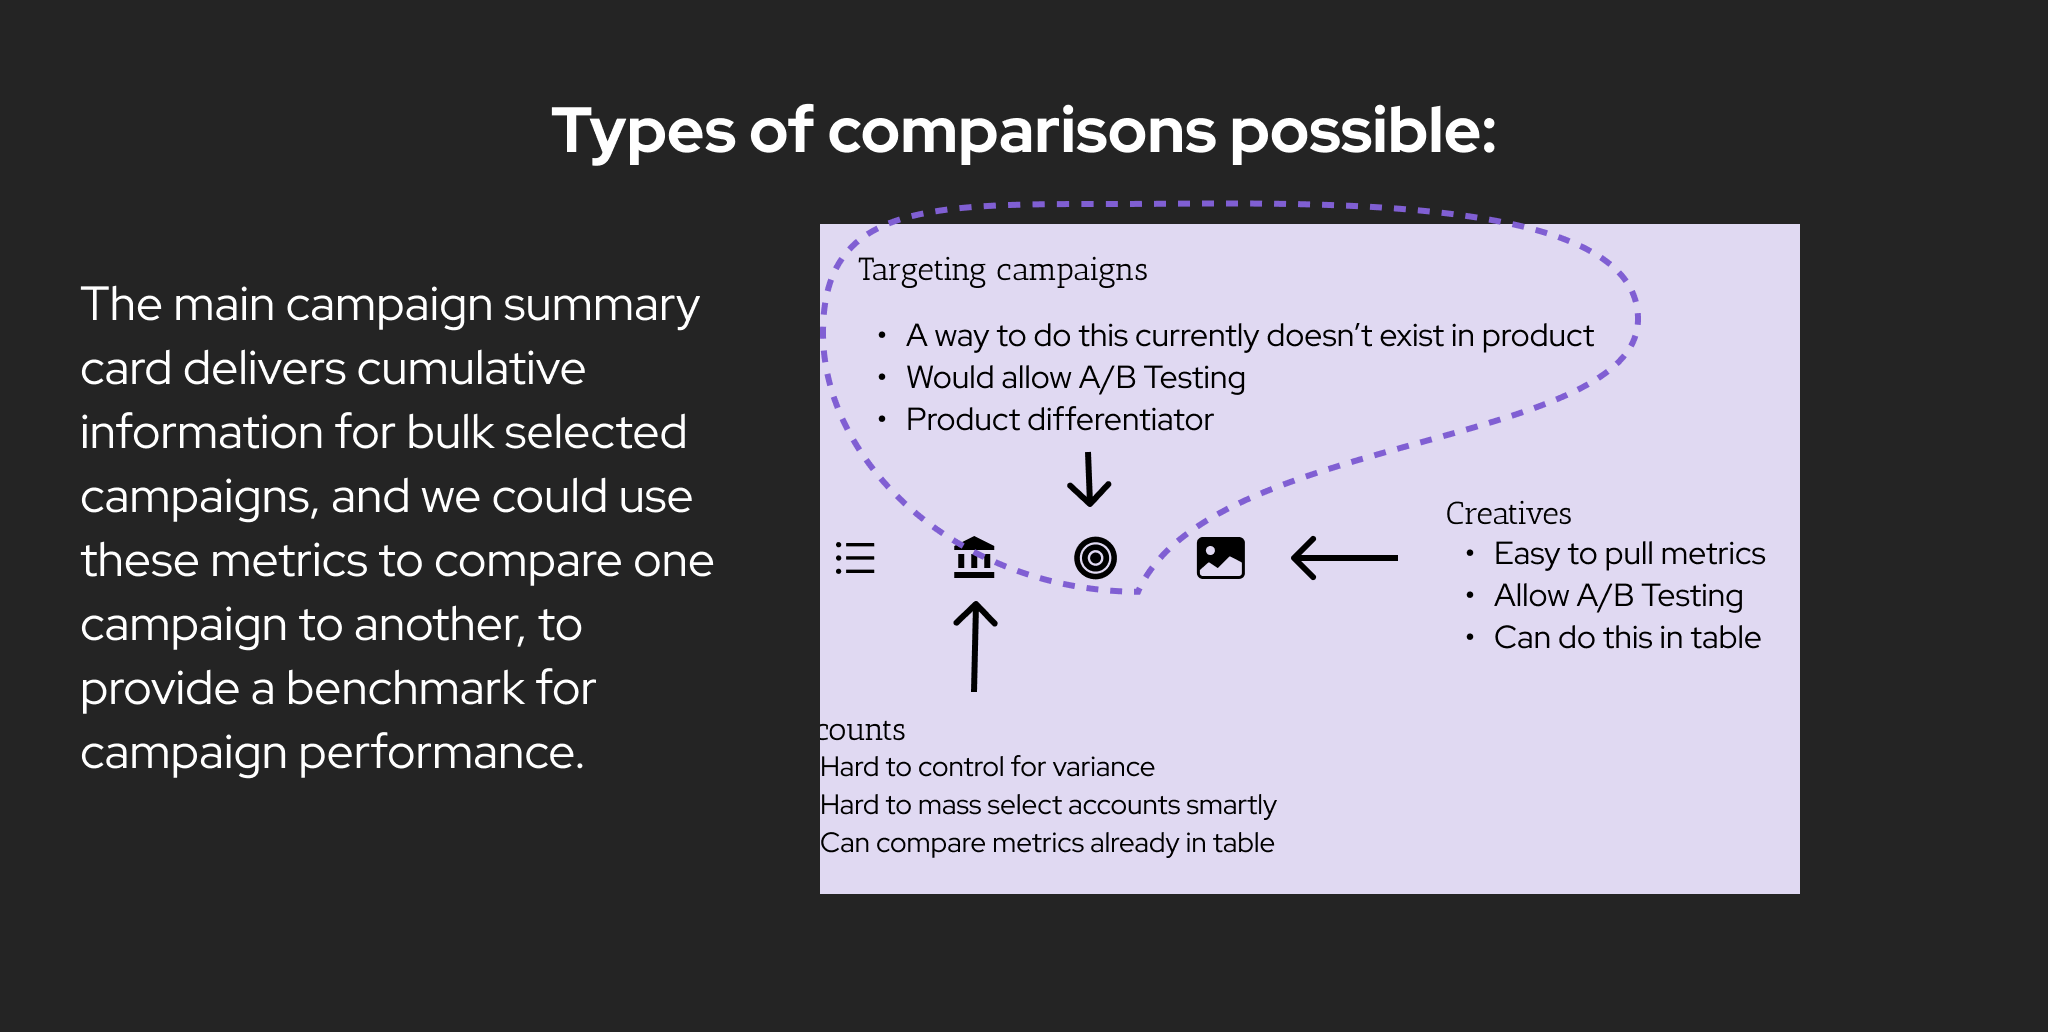 Types of comparisons possible:
The main campaign summary
card delivers cumulative
information for bulk selected
campaigns, and we could use
these metrics to compare one
campaign to another, to
provide a benchmark for
campaign performance.
Targeting campaigns
• A way to do this currently doesn’t exist in product
• Would allow A/B Testing
• Product differentiator
Creatives
• Easy to pull metrics
• Allow A/B Testing
• Can do this in table
counts
Hard to control for variance
Hard to mass select accounts smartly
Can compare metrics already in table